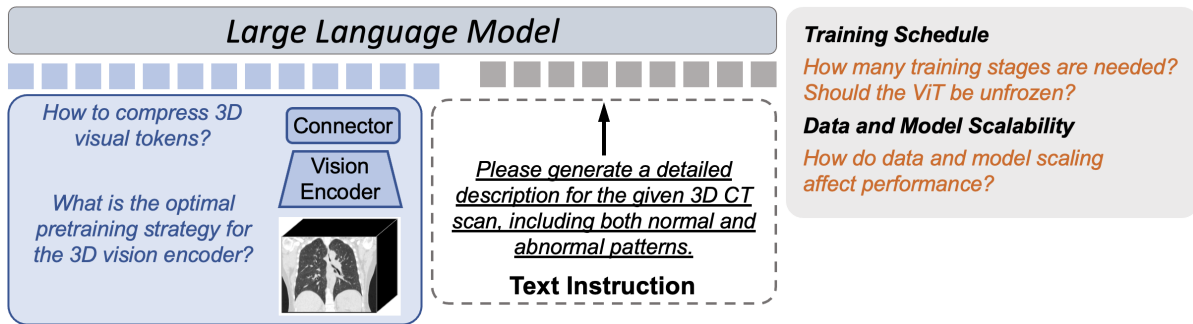 Large Language Model
How to compress 3D
visual tokens?
Connector
Vision
Encoder
What is the optimal
pretraining strategy for
the 3D vision encoder?
Please generate a detailed
description for the given 3D CT
scan, including both normal and
abnormal patterns.
Text Instruction
Training Schedule
How many training stages are needed?
Should the ViT be unfrozen?
Data and Model Scalability
How do data and model scaling
affect performance?